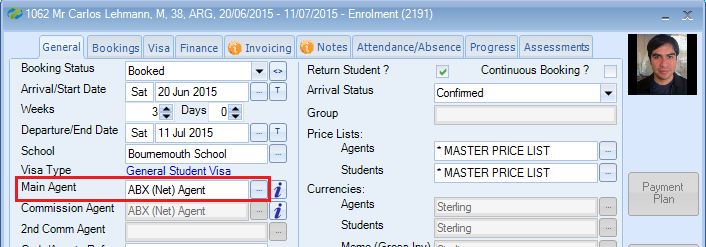 1062 Mr Carlos Lehmann, M, 38, ARG, 20/06/2015 - 11/07/2015 - Enrolment (2191)
General Bookings Visa Finance Invoicing Notes Attendance/Absence Progress Assessments
Booking Status Booked <> Return Student ? Continuous Booking ?
Arrival/Start Date Sat 20 Jun 2015 ... T Arrival Status Confirmed
Weeks 3 Days 0 Group
Departure/End Date Sat 11 Jul 2015 ... T Price Lists:
School Bournemouth School ... Agents * MASTER PRICE LIST ...
Visa Type General Student Visa Students * MASTER PRICE LIST ...
Main Agent ABX (Net) Agent ... i Currencies:
Commission Agent ABX (Net) Agent ... i Agents Sterling ...
2nd Comm Agent ... Students Sterling ...
Payment
Plan